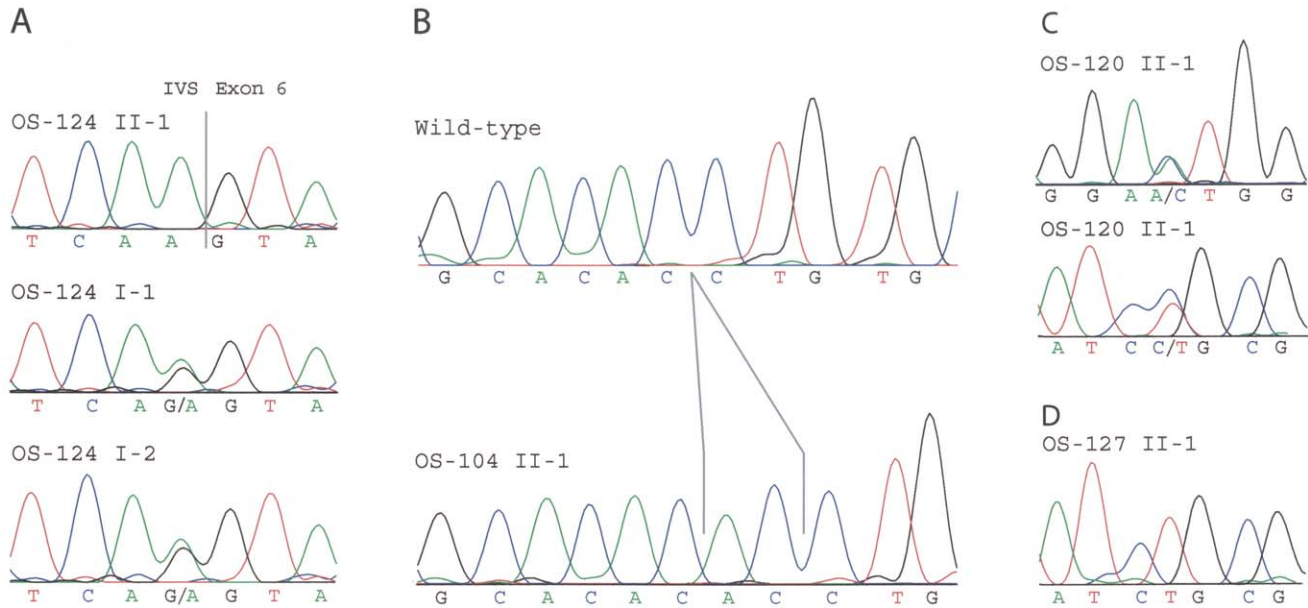 A
IVS Exon 6
OS-124 II-1
T C A A G T A
OS-124 I-1
T C A G/A G T A
OS-124 I-2
T C A G/A G T A
B
Wild-type
G C A C A C C T G T G
OS-104 II-1
G C A C A C A C C T G
C
OS-120 II-1
G G A A/C T G G
OS-120 II-1
A T C C/T G C G
D
OS-127 II-1
A T C T G C G